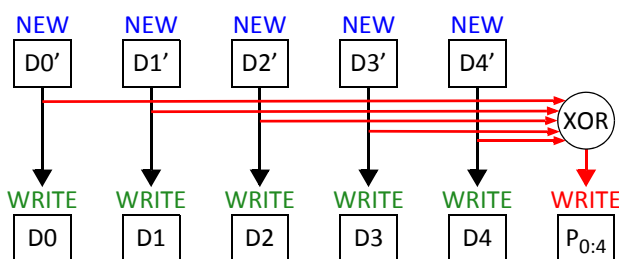 NEW NEW NEW NEW NEW
D0’ D1’ D2’ D3’ D4’
XOR
WRITE WRITE WRITE WRITE WRITE WRITE
D0 D1 D2 D3 D4 P0:4